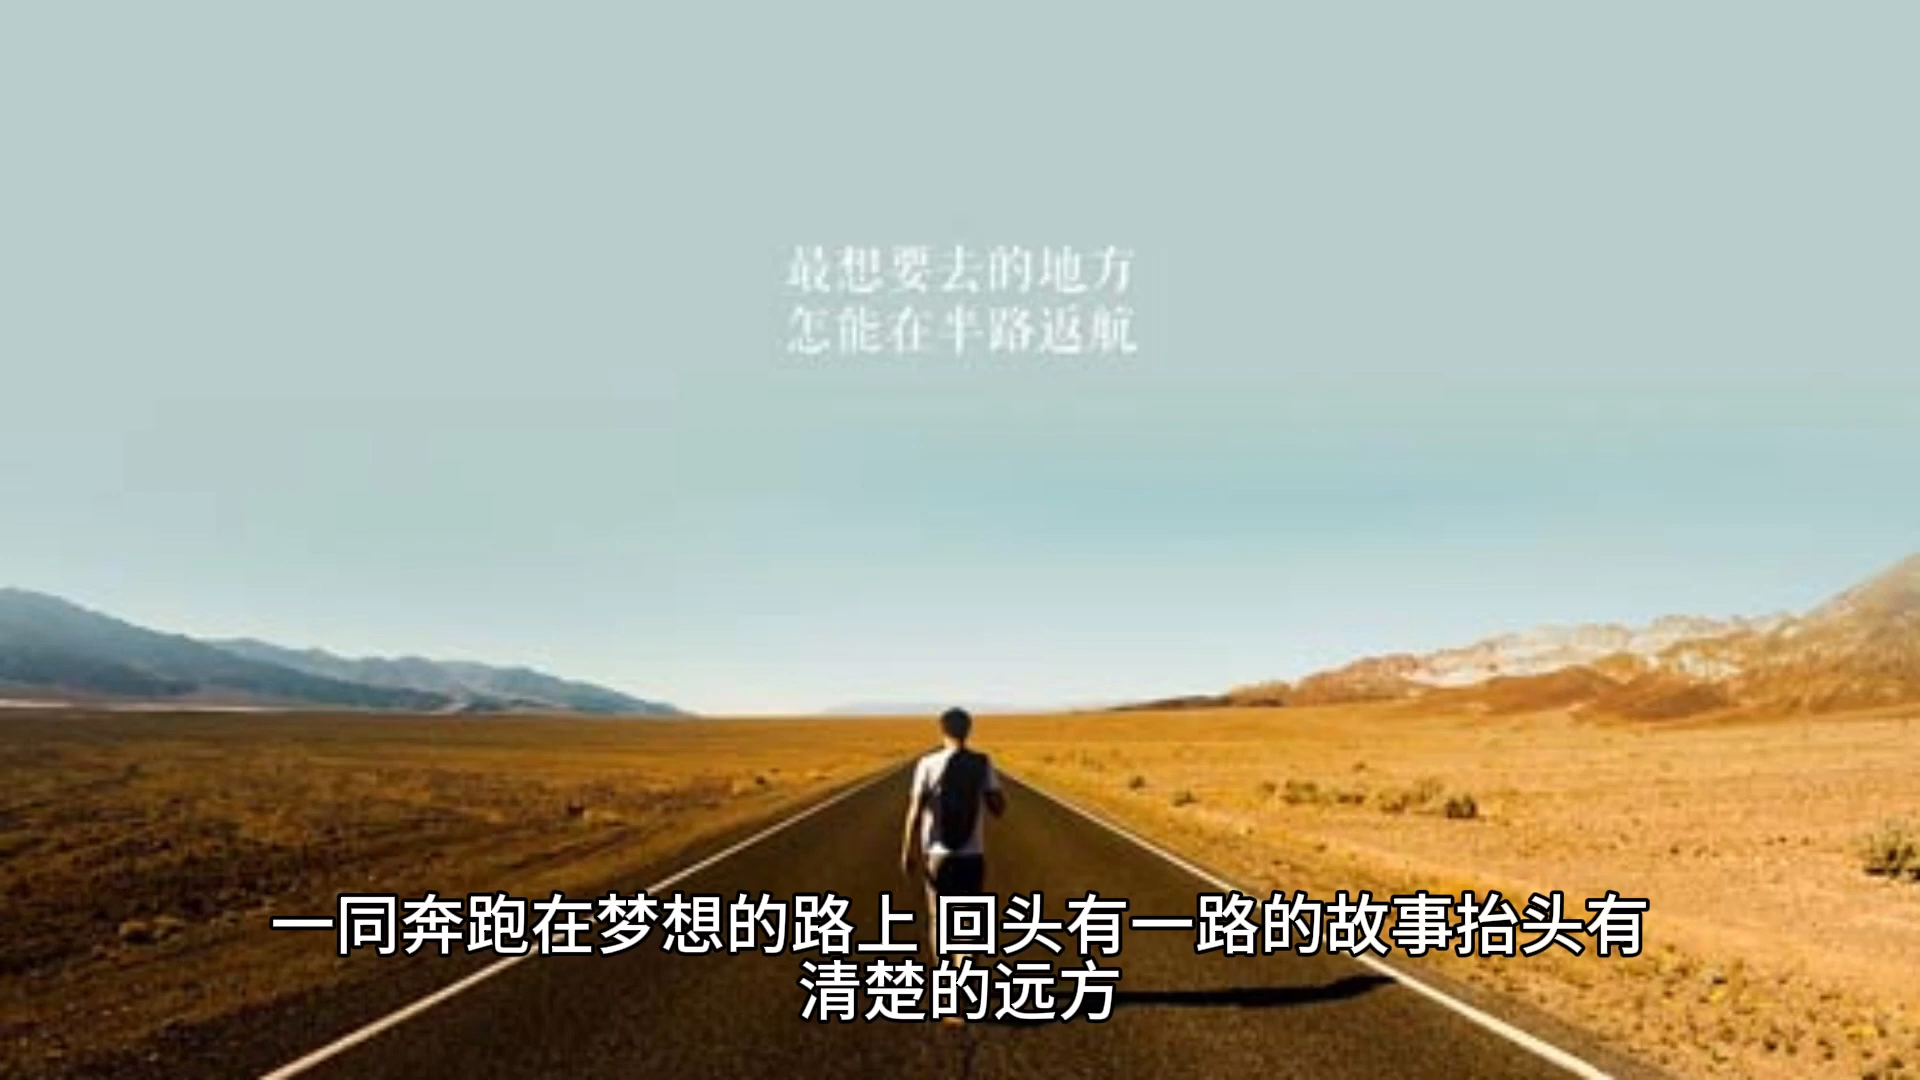 最想要去的地方
怎能在半路返航
一同奔跑在梦想的路上 回头有一路的故事抬头有
清楚的远方